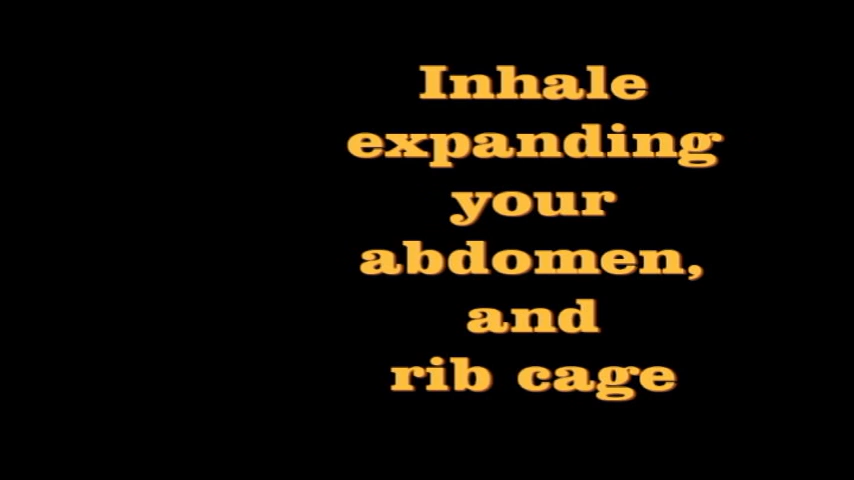 Inhale
expanding
your
abdomen,
and
rib cage